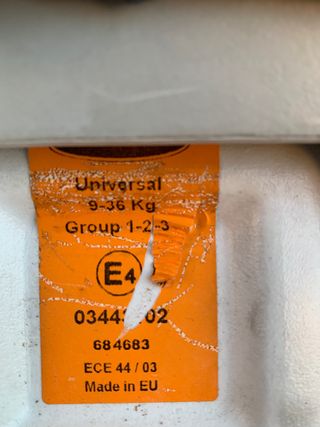 Universal
9-36 Kg
Group 1-2-3
E4
684683
ECE 44 / 03
Made in EU